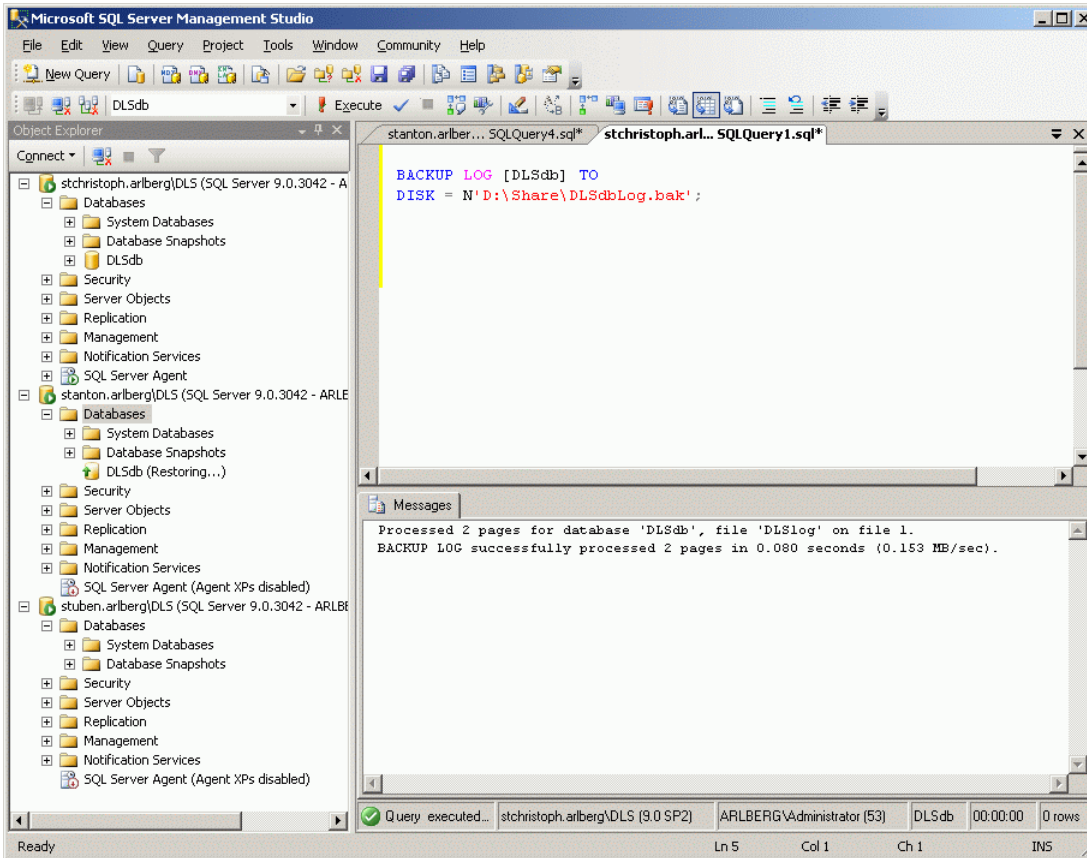 Microsoft SQL Server Management Studio
File Edit View Query Project Tools Window Community Help
New Query
DLSdb Execute
Object Explorer
Connect
stchristoph.arlberg\DLS (SQL Server 9.0.3042 - A
Databases
System Databases
Database Snapshots
DLSdb
Security
Server Objects
Replication
Management
Notification Services
SQL Server Agent
stanton.arlberg\DLS (SQL Server 9.0.3042 - ARLE
Databases
System Databases
Database Snapshots
DLSdb (Restoring...)
Security
Server Objects
Replication
Management
Notification Services
SQL Server Agent (Agent XPs disabled)
stuben.arlberg\DLS (SQL Server 9.0.3042 - ARLBE
Databases
System Databases
Database Snapshots
Security
Server Objects
Replication
Management
Notification Services
SQL Server Agent (Agent XPs disabled)
stanton.arlber... SQLQuery4.sql* stchristoph.arl... SQLQuery1.sql*
BACKUP LOG [DLSdb] TO
DISK = N'D:\Share\DLSdbLog.bak';
Messages
Processed 2 pages for database 'DLSdb', file 'DLSlog' on file 1.
BACKUP LOG successfully processed 2 pages in 0.080 seconds (0.153 MB/sec).
Query executed... stchristoph.arlberg\DLS (9.0 SP2) ARLBERG\Administrator (53) DLSdb 00:00:00 0 rows
Ready Ln 5 Col 1 Ch 1 INS